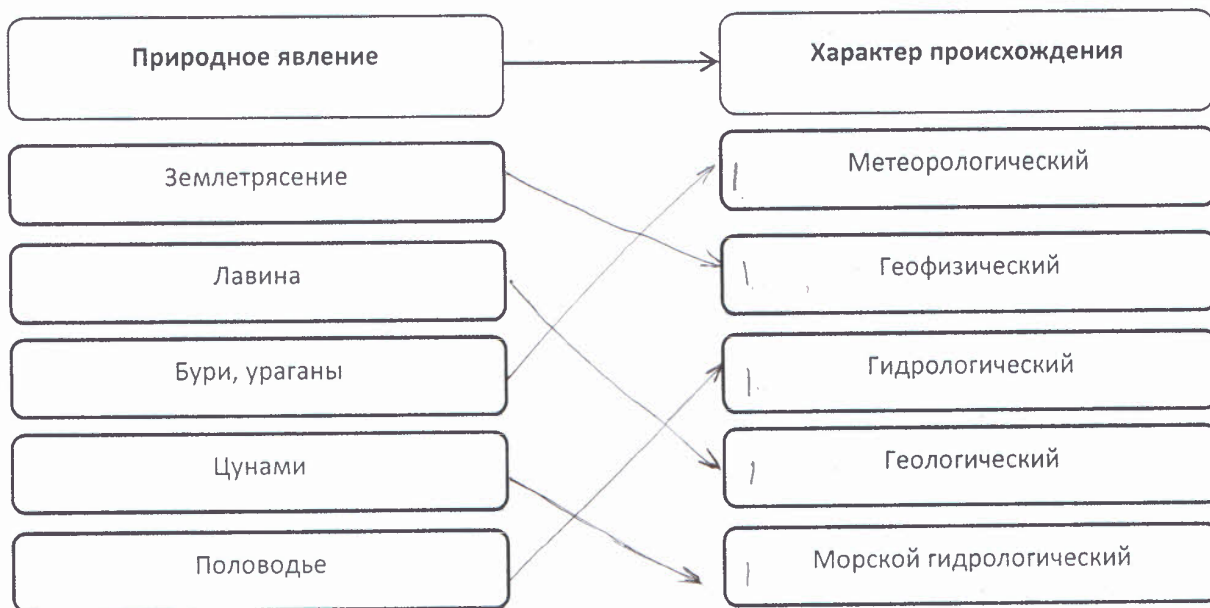 Природное явление
Характер происхождения
Землетрясение
Метеорологический
Лавина
Геофизический
Бури, ураганы
Гидрологический
Цунами
Геологический
Половодье
Морской гидрологический